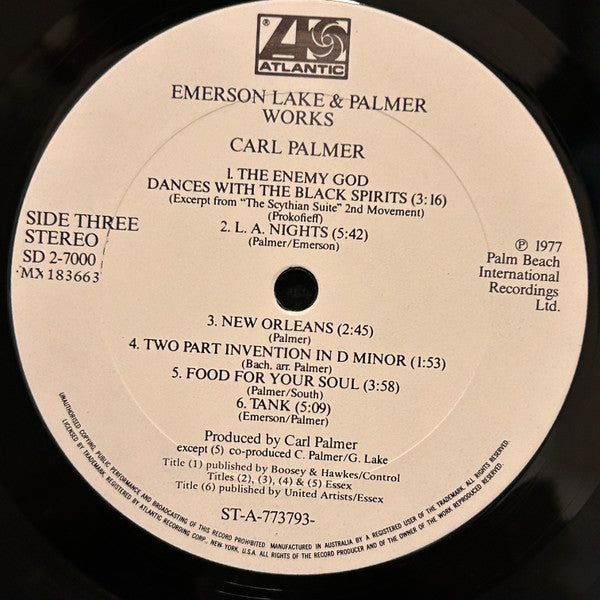 ATLANTIC
®
EMERSON LAKE & PALMER
WORKS
CARL PALMER
1. THE ENEMY GOD
DANCES WITH THE BLACK SPIRITS (3:16)
(Excerpt from "The Scythian Suite" 2nd Movement)
(Prokofieff)
2. L. A. NIGHTS (5:42)
(Palmer/Emerson)
SIDE THREE
STEREO
SD 2-7000
·MX 183663
℗ 1977
Palm Beach
International
Recordings
Ltd.
3. NEW ORLEANS (2:45)
(Palmer)
4. TWO PART INVENTION IN D MINOR (1:53)
(Bach. arr. Palmer)
5. FOOD FOR YOUR SOUL (3:58)
(Palmer/South)
6. TANK (5:09)
(Emerson/Palmer)
Produced by Carl Palmer
except (5) co-produced C. Palmer/G. Lake
Title (1) published by Boosey & Hawkes/Control
Titles (2), (3), (4) & (5) Essex
Title (6) published by United Artists/Essex
ST-A-773793-
UNAUTHORISED COPYING, PUBLIC PERFORMANCE AND BROADCASTING OF THIS RECORD PROHIBITED. MANUFACTURED IN AUSTRALIA BY A REGISTERED USER OF THE TRADEMARK. ALL RIGHTS RESERVED.
LICENSED BY TRADEMARK, REGISTERED BY ATLANTIC RECORDING CORP., NEW YORK, U.S.A. ALL RIGHTS OF THE RECORD PRODUCER AND OF THE OWNER OF THE WORK REPRODUCED RESERVED.